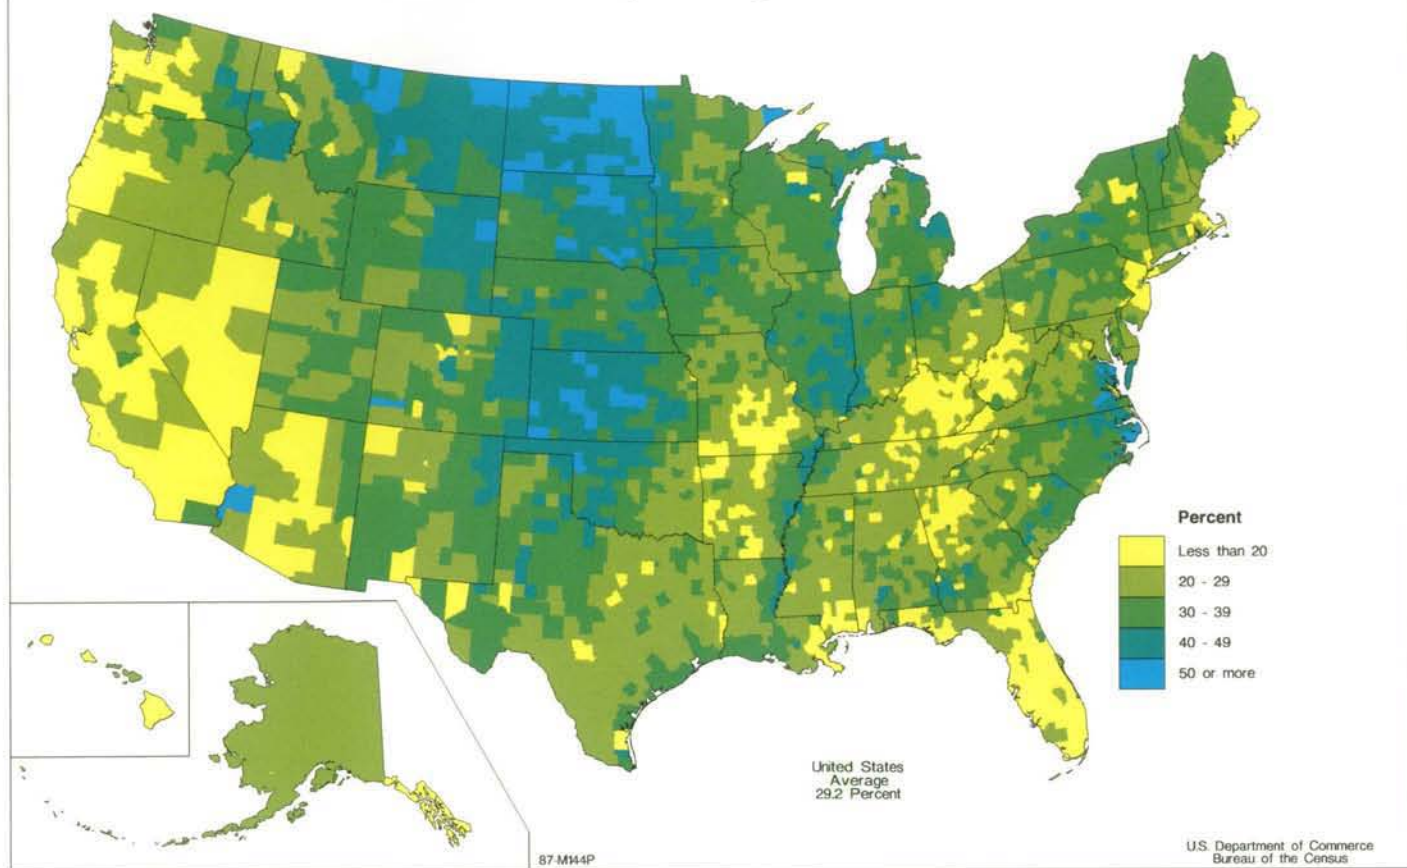 Percent
Less than 20
20 - 29
30 - 39
40 - 49
50 or more
United States
Average
29.2 Percent
87-M144P
U.S. Department of Commerce
Bureau of the Census